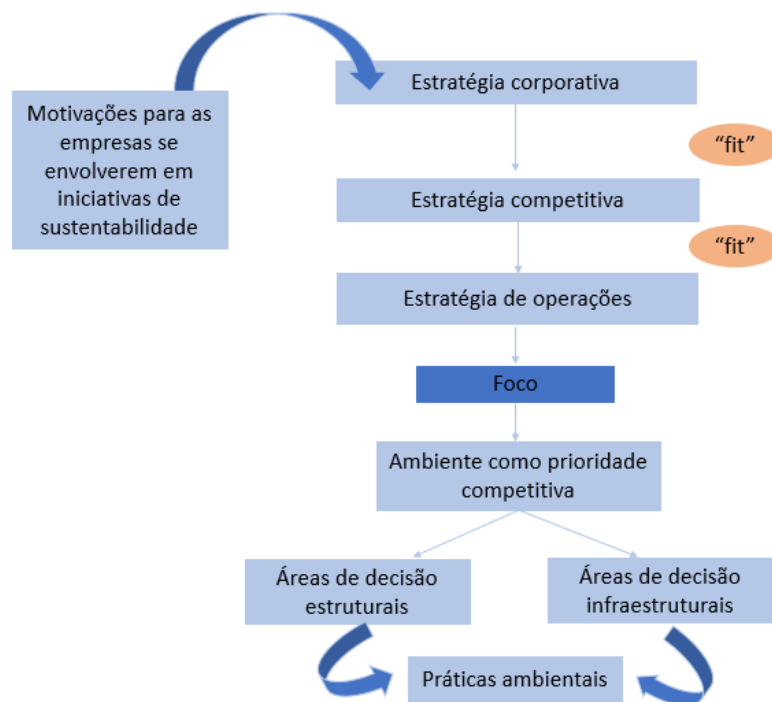 Estratégia corporativa
Motivações para as
empresas se
envolverem em
iniciativas de
sustentabilidade
“fit”
Estratégia competitiva
“fit”
Estratégia de operações
Foco
Ambiente como prioridade
competitiva
Áreas de decisão
estruturais
Áreas de decisão
infraestruturais
Práticas ambientais